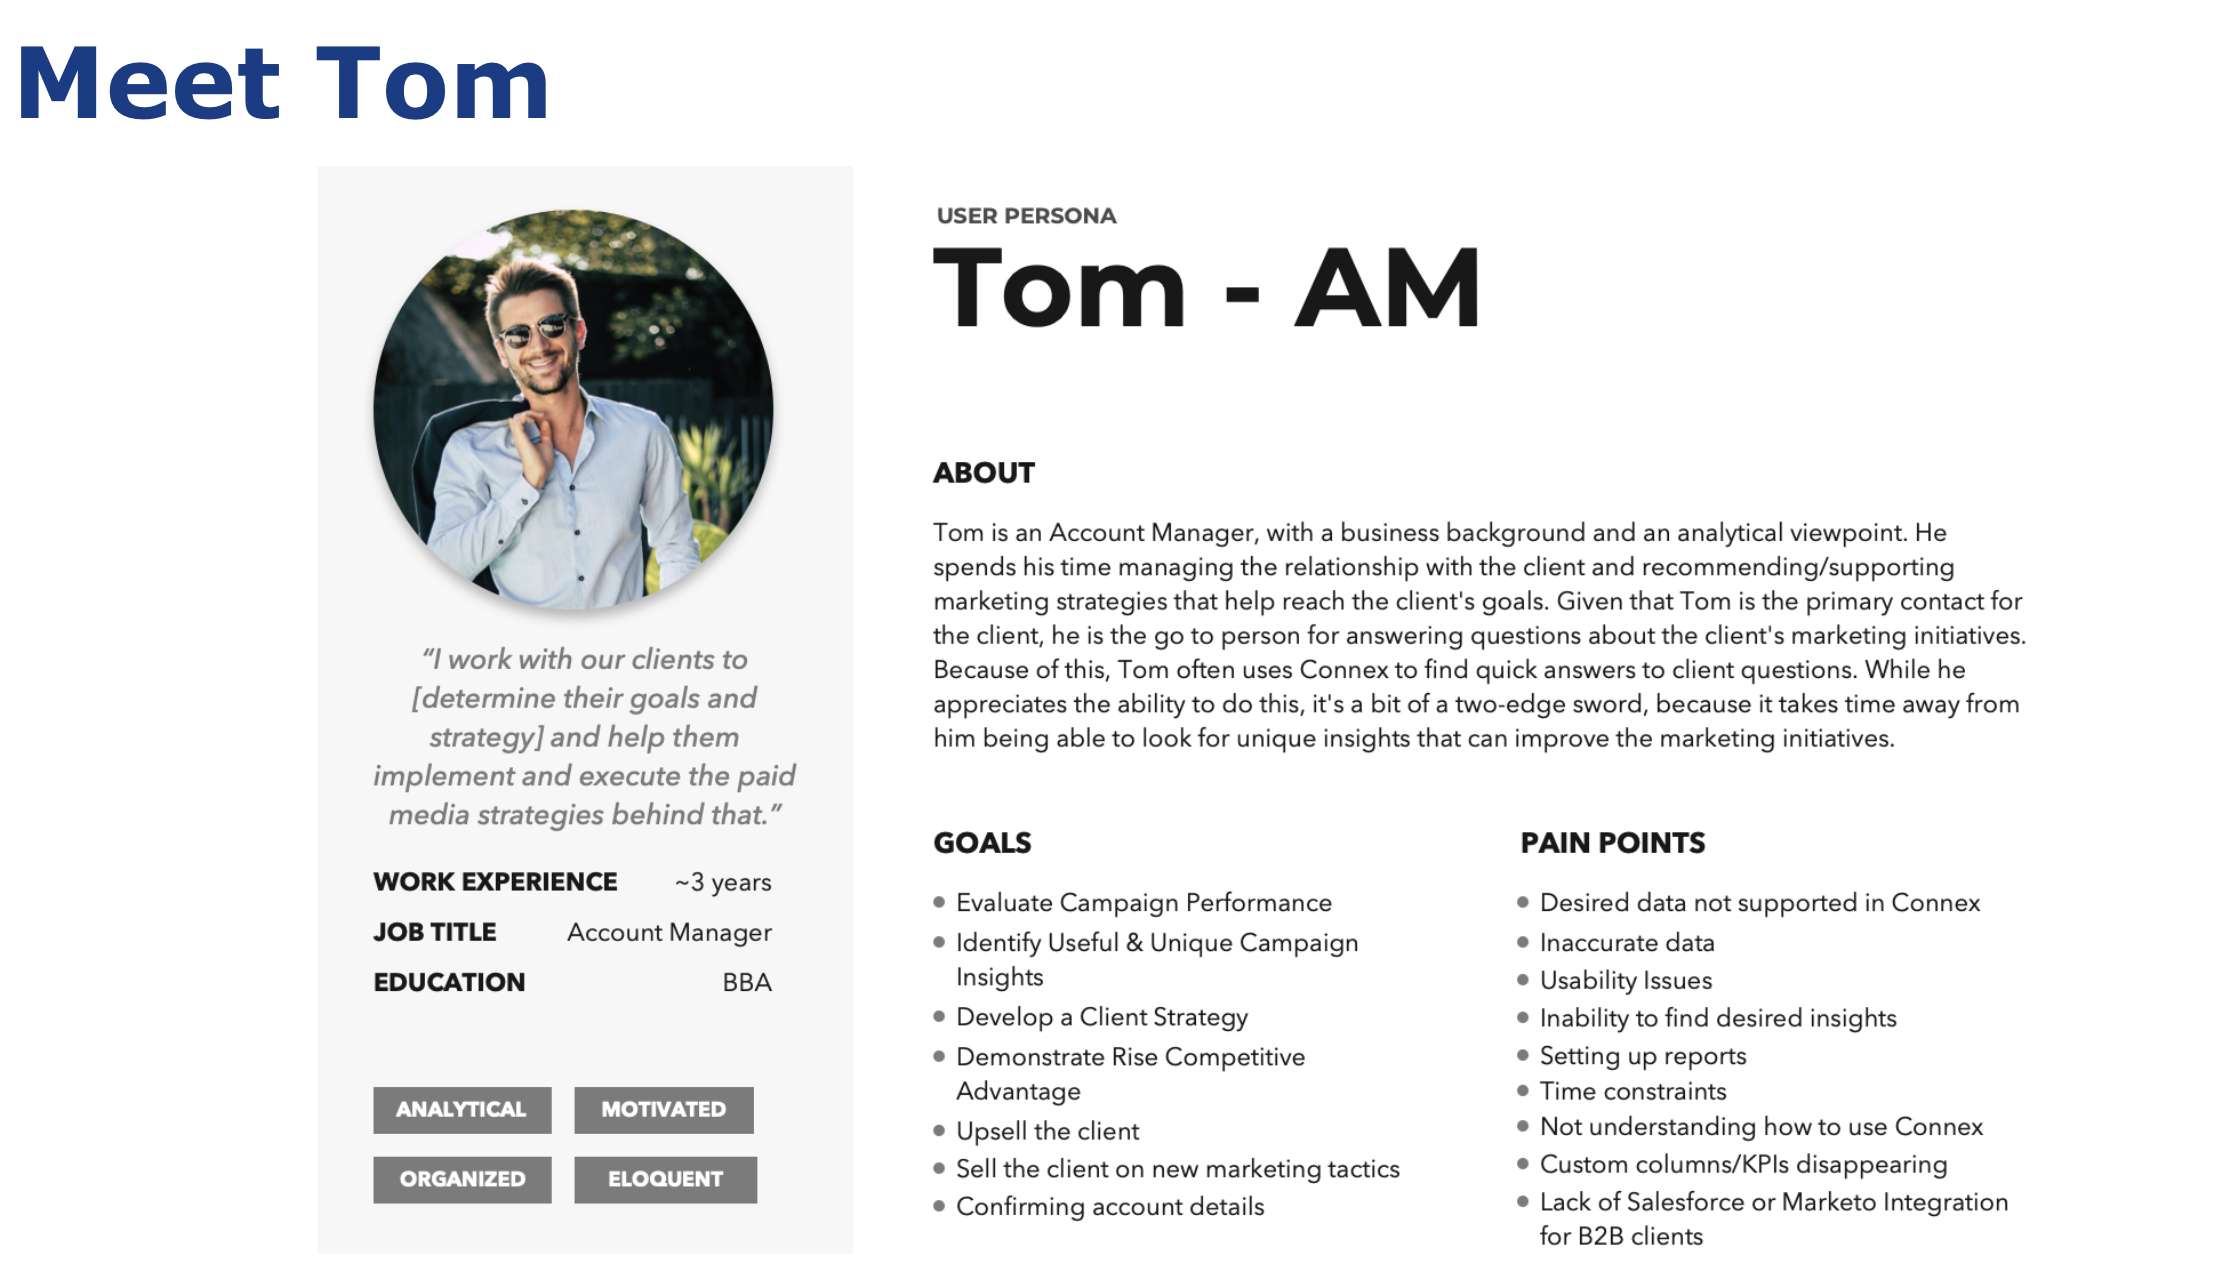 Meet Tom
“I work with our clients to
[determine their goals and
strategy] and help them
implement and execute the paid
media strategies behind that.”
WORK EXPERIENCE ~3 years
JOB TITLE Account Manager
EDUCATION BBA
ANALYTICAL MOTIVATED
ORGANIZED ELOQUENT
USER PERSONA
Tom - AM
ABOUT
Tom is an Account Manager, with a business background and an analytical viewpoint. He
spends his time managing the relationship with the client and recommending/supporting
marketing strategies that help reach the client's goals. Given that Tom is the primary contact for
the client, he is the go to person for answering questions about the client's marketing initiatives.
Because of this, Tom often uses Connex to find quick answers to client questions. While he
appreciates the ability to do this, it's a bit of a two-edge sword, because it takes time away from
him being able to look for unique insights that can improve the marketing initiatives.
GOALS
• Evaluate Campaign Performance
• Identify Useful & Unique Campaign
Insights
• Develop a Client Strategy
• Demonstrate Rise Competitive
Advantage
• Upsell the client
• Sell the client on new marketing tactics
• Confirming account details
PAIN POINTS
• Desired data not supported in Connex
• Inaccurate data
• Usability Issues
• Inability to find desired insights
• Setting up reports
• Time constraints
• Not understanding how to use Connex
• Custom columns/KPIs disappearing
• Lack of Salesforce or Marketo Integration
for B2B clients